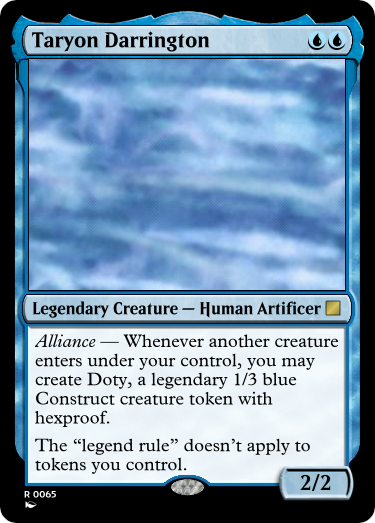 Taryon Darrington
Legendary Creature — Human Artificer
Alliance — Whenever another creature
enters under your control, you may
create Doty, a legendary 1/3 blue
Construct creature token with
hexproof.
The “legend rule” doesn’t apply to
tokens you control.
2/2
R 0065